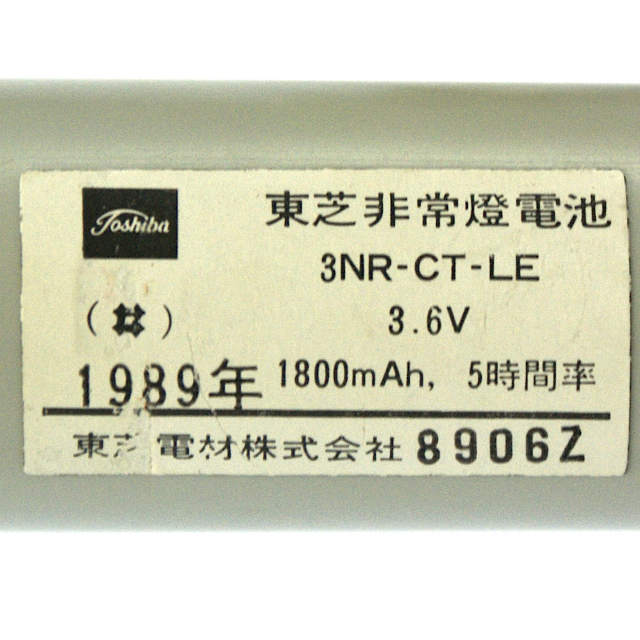 Toshiba
東芝非常燈電池
3NR-CT-LE
3.6V
1989年
1800mAh, 5時間率
東芝電材株式会社 8906Z